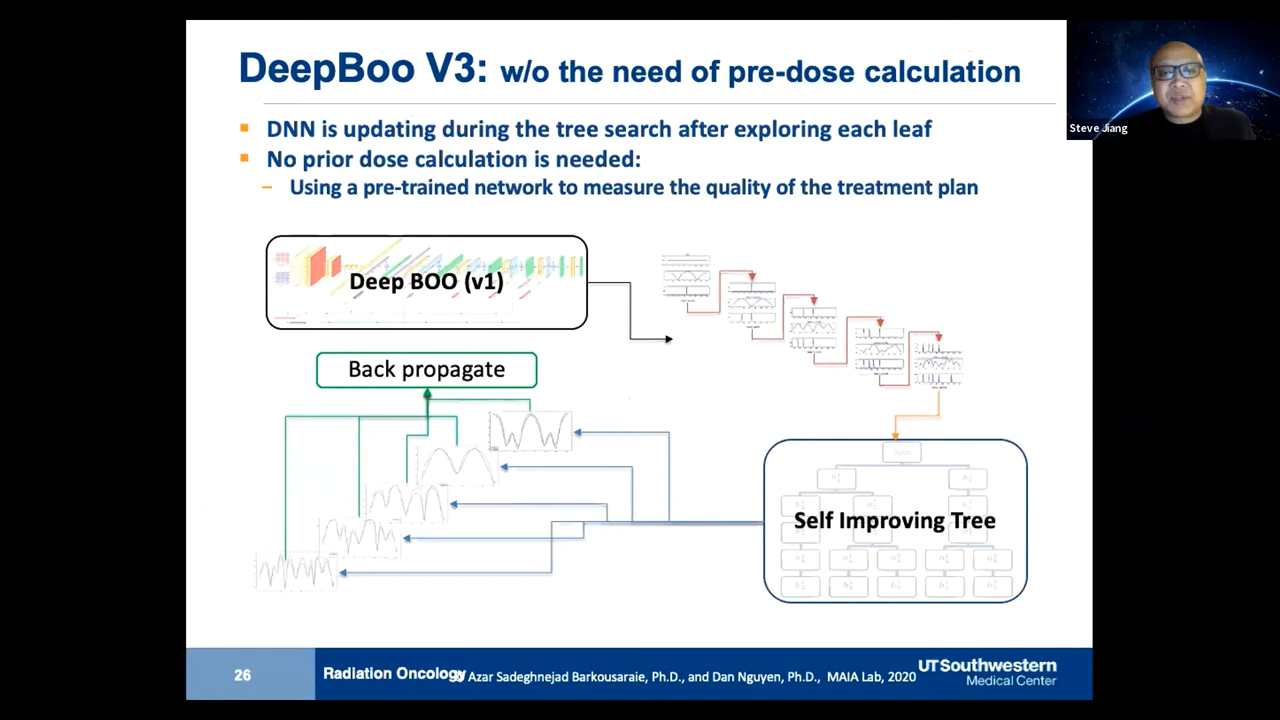 DeepBoo V3: w/o the need of pre-dose calculation
Steve Jiang
DNN is updating during the tree search after exploring each leaf
No prior dose calculation is needed:
Using a pre-trained network to measure the quality of the treatment plan
Deep BOO (v1)
Back propagate
Self Improving Tree
26
Radiation Oncology
© Azar Sadeghnejad Barkousaraie, Ph.D., and Dan Nguyen, Ph.D., MAIA Lab, 2020
UTSouthwestern
Medical Center